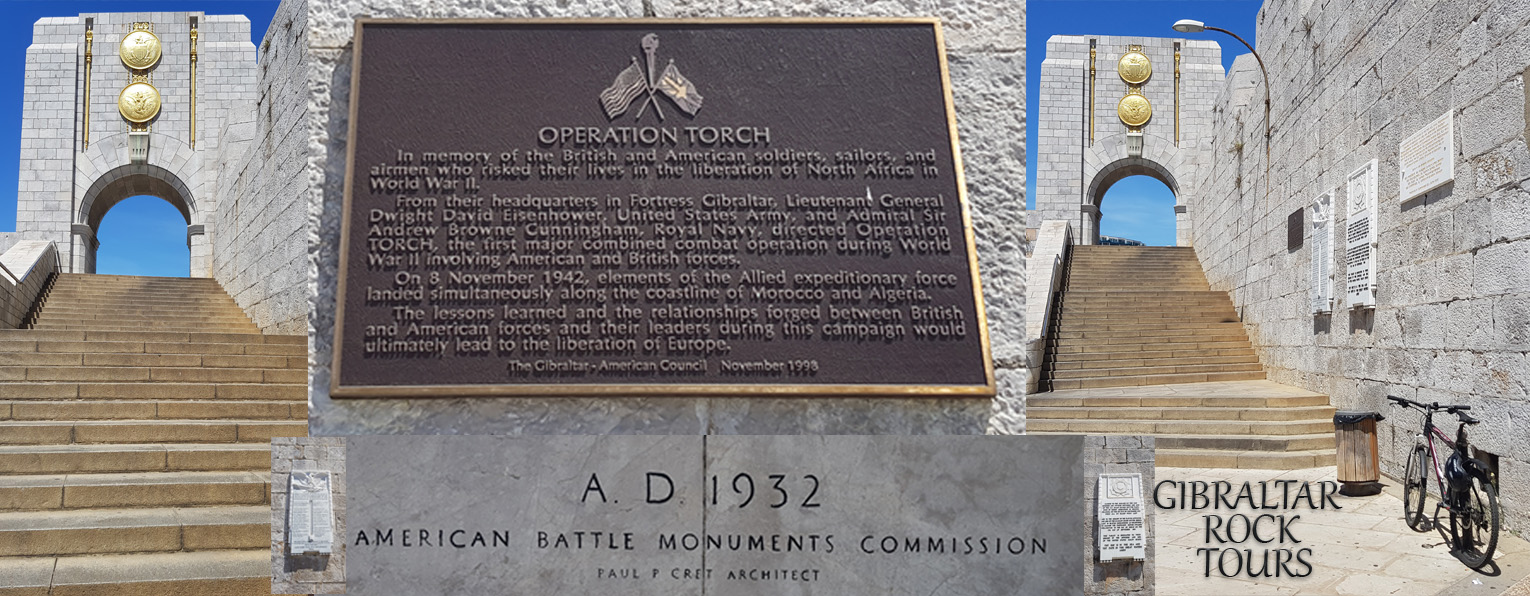 OPERATION TORCH
In memory of the British and American soldiers, sailors, and
airmen who risked their lives in the liberation of North Africa in
World War II.
From their headquarters in Fortress Gibraltar, Lieutenant General
Dwight David Eisenhower, United States Army, and Admiral Sir
Andrew Browne Cunningham, Royal Navy, directed Operation
TORCH, the first major combined combat operation during World
War II involving American and British forces.
On 8 November 1942, elements of the Allied expeditionary force
landed simultaneously along the coastline of Morocco and Algeria.
The lessons learned and the relationships forged between British
and American forces and their leaders during this campaign would
ultimately lead to the liberation of Europe.
The Gibraltar - American Council November 1998
A. D. 1932
AMERICAN BATTLE MONUMENTS COMMISSION
PAUL P CRET ARCHITECT
GIBRALTAR
ROCK
TOURS